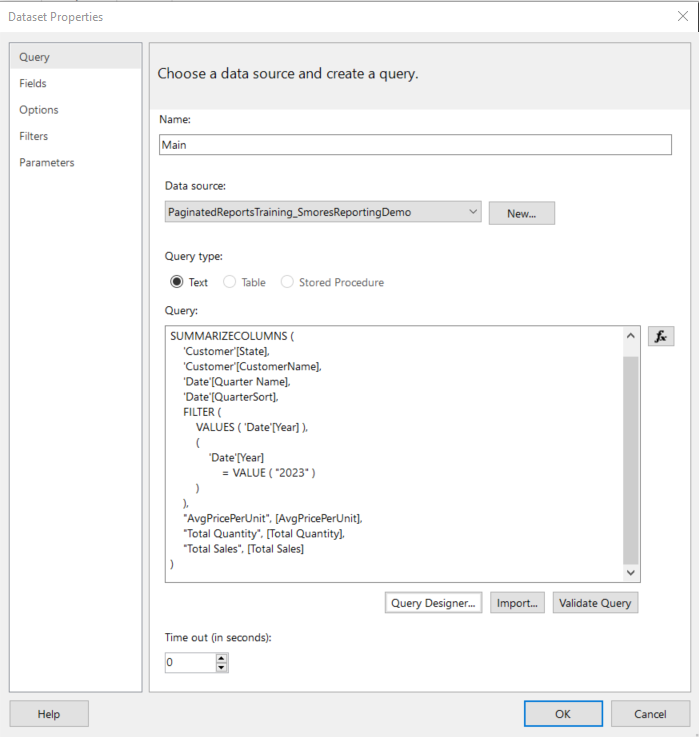 Dataset Properties
Query
Fields
Options
Filters
Parameters
Choose a data source and create a query.
Name:
Main
Data source:
PaginatedReportsTraining_SmoresReportingDemo
New...
Query type:
Text
Table
Stored Procedure
Query:
SUMMARIZECOLUMNS (
'Customer'[State],
'Customer'[CustomerName],
'Date'[Quarter Name],
'Date'[QuarterSort],
FILTER (
VALUES ( 'Date'[Year] ),
(
'Date'[Year]
= VALUE ( "2023" )
)
),
"AvgPricePerUnit", [AvgPricePerUnit],
"Total Quantity", [Total Quantity],
"Total Sales", [Total Sales]
)
fx
Query Designer...
Import...
Validate Query
Time out (in seconds):
0
Help
OK
Cancel